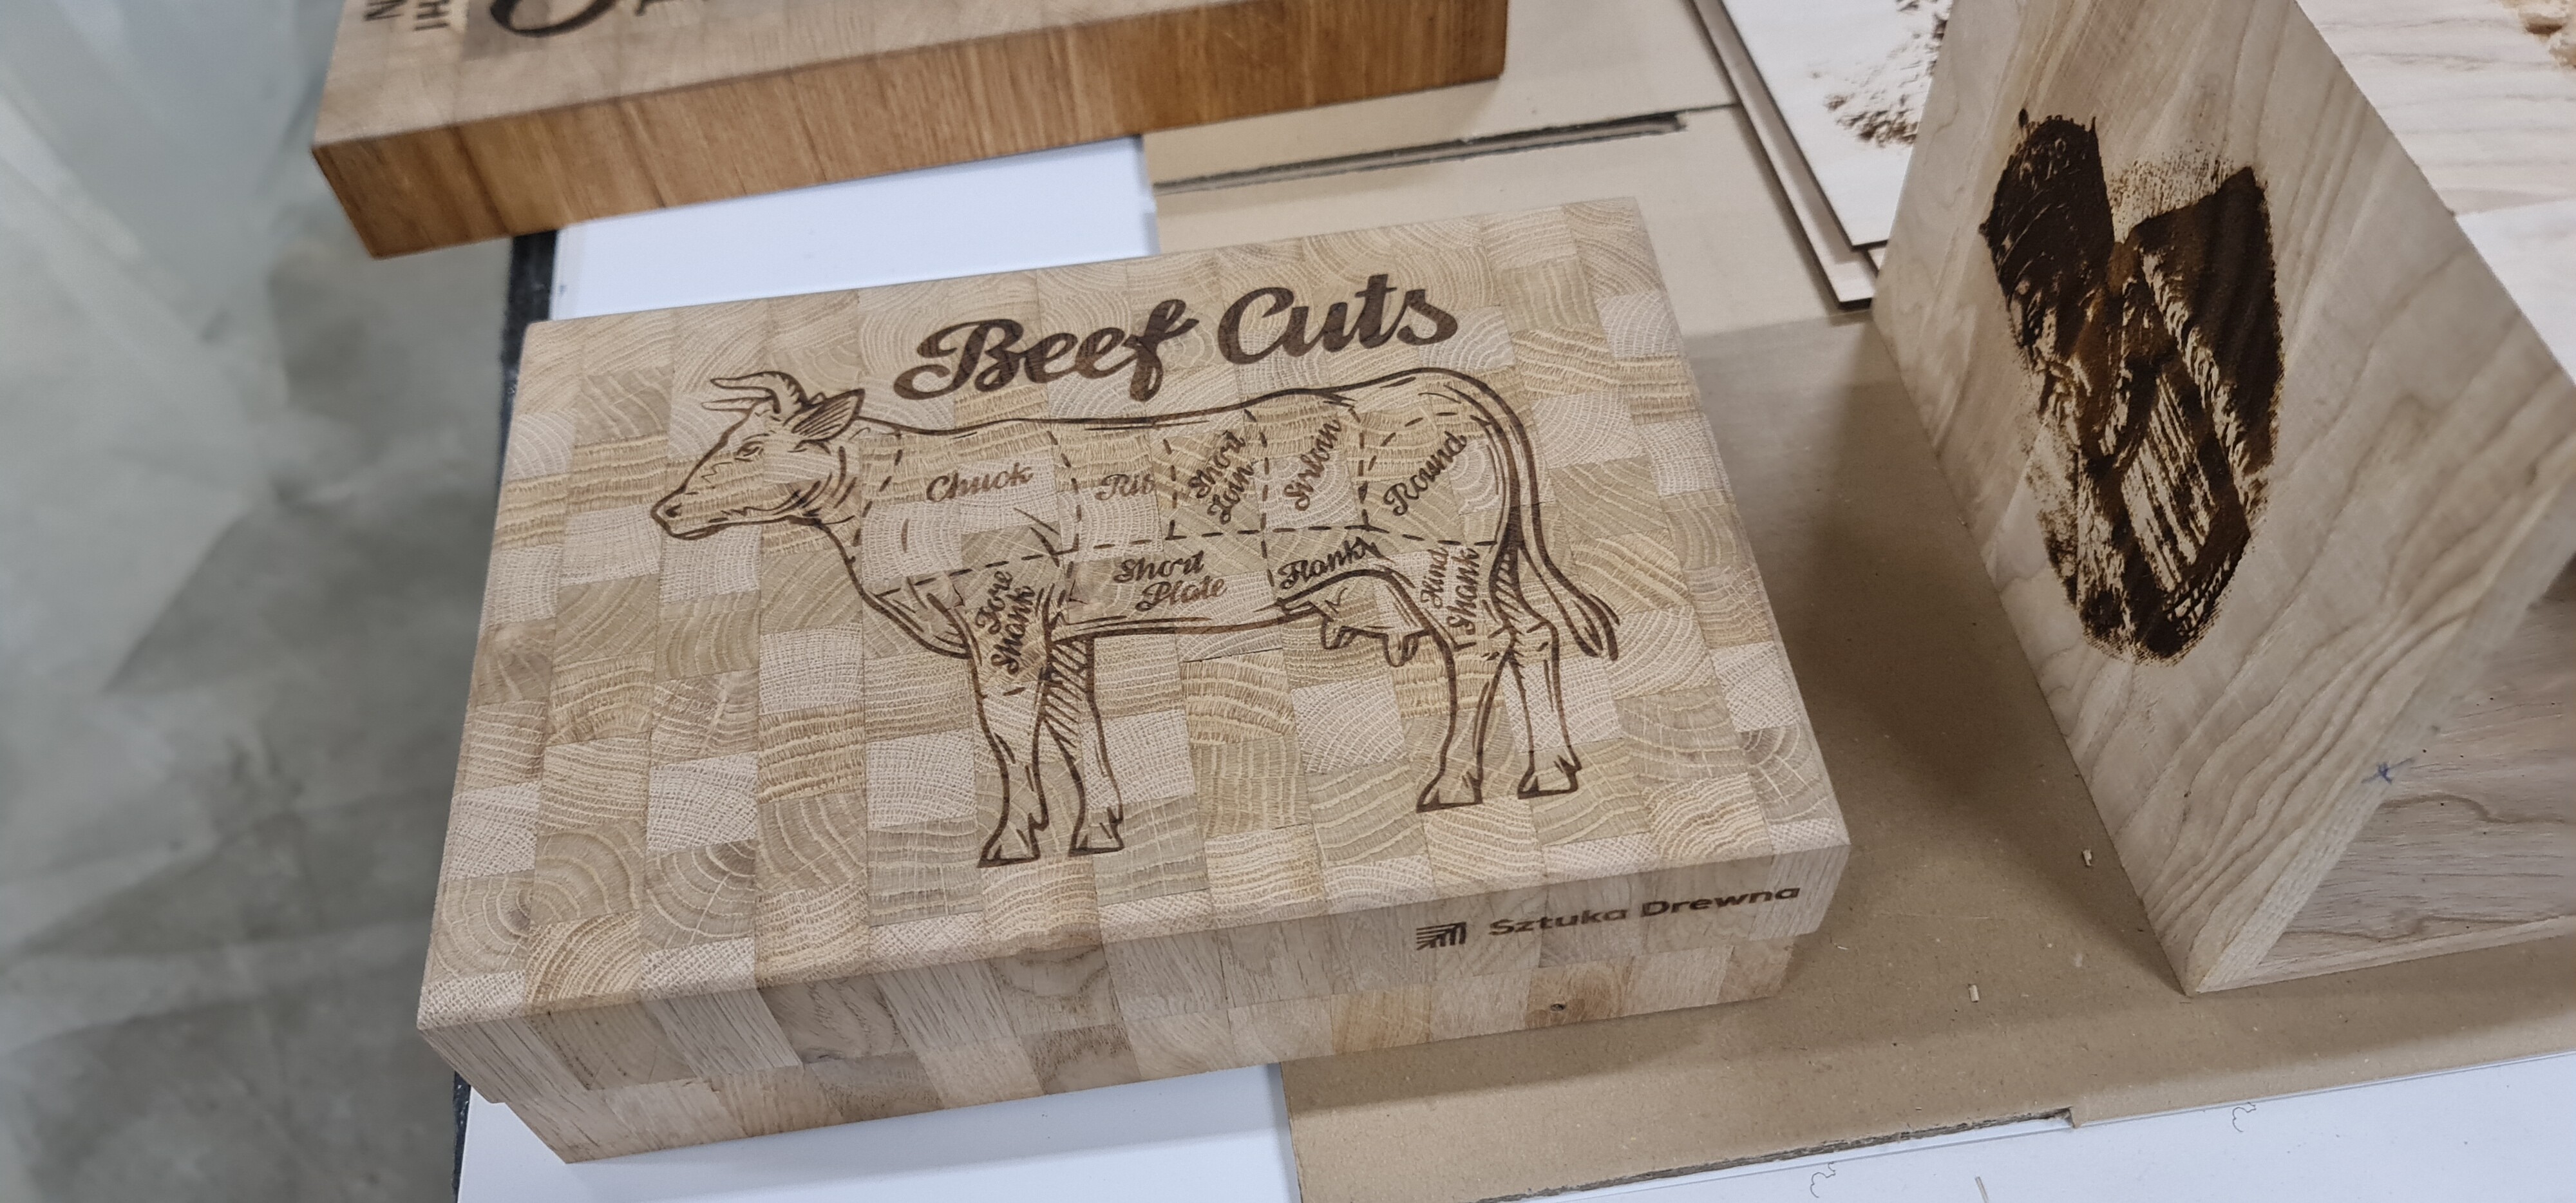 Beef Cuts
Chuck
Rib
Short
Loin
Sirloin
Round
Fore
Shank
Short
Plate
Flank
Hind
Shank
Sztuka Drewna